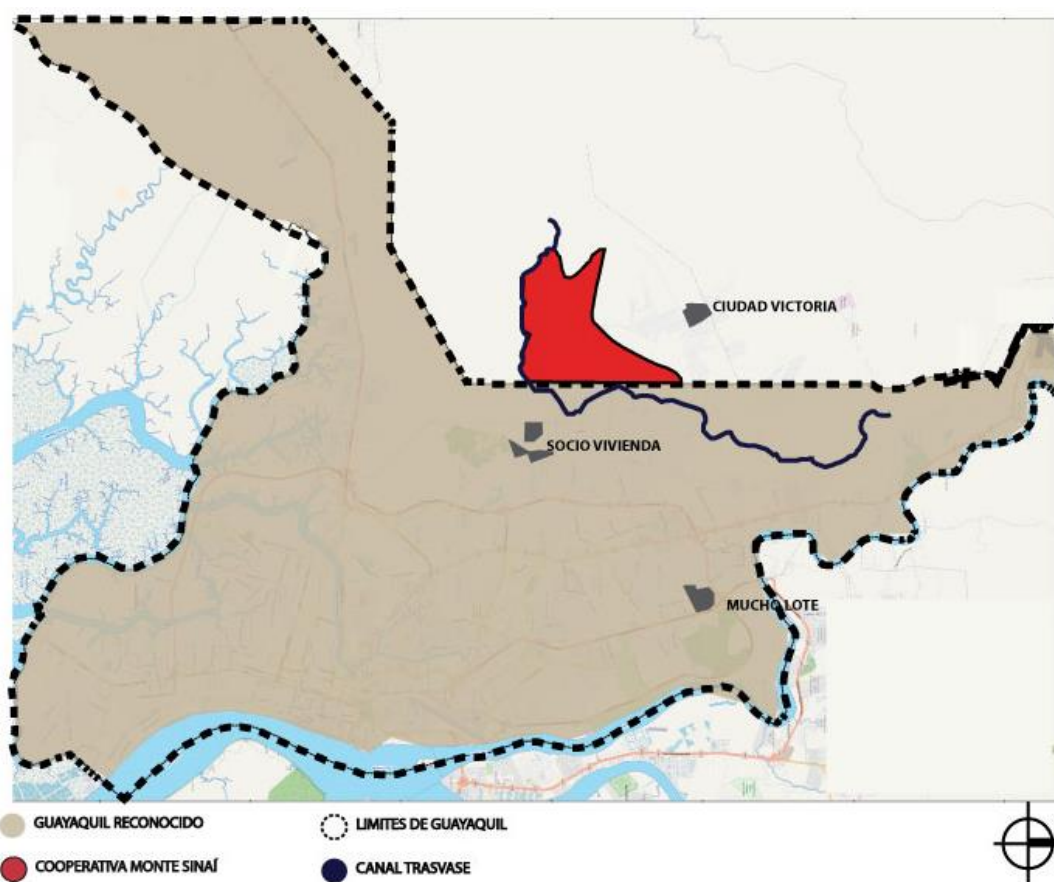 CIUDAD VICTORIA
SOCIO VIVIENDA
MUCHO LOTE
GUAYAQUIL RECONOCIDO
LIMITES DE GUAYAQUIL
COOPERATIVA MONTE SINAÍ
CANAL TRASVASE